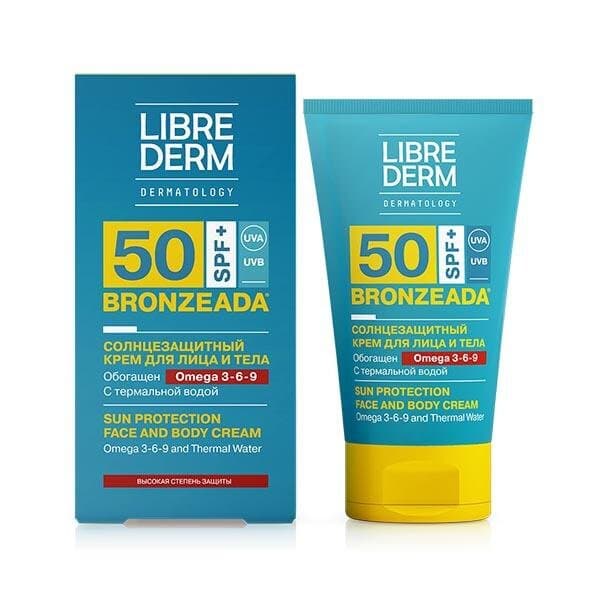 LIBRE
DERM
DERMATOLOGY
50
SPF+
UVA
UVB
BRONZEADA®
СОЛНЦЕЗАЩИТНЫЙ
КРЕМ ДЛЯ ЛИЦА И ТЕЛА
Обогащен Omega 3-6-9
С термальной водой
SUN PROTECTION
FACE AND BODY CREAM
Omega 3-6-9 and Thermal Water
ВЫСОКАЯ СТЕПЕНЬ ЗАЩИТЫ
LIBRE
DERM
DERMATOLOGY
50
SPF+
UVA
UVB
BRONZEADA®
СОЛНЦЕЗАЩИТНЫЙ
КРЕМ ДЛЯ ЛИЦА И ТЕЛА
Обогащен Omega 3-6-9
С термальной водой
SUN PROTECTION
FACE AND BODY CREAM
Omega 3-6-9 and Thermal Water